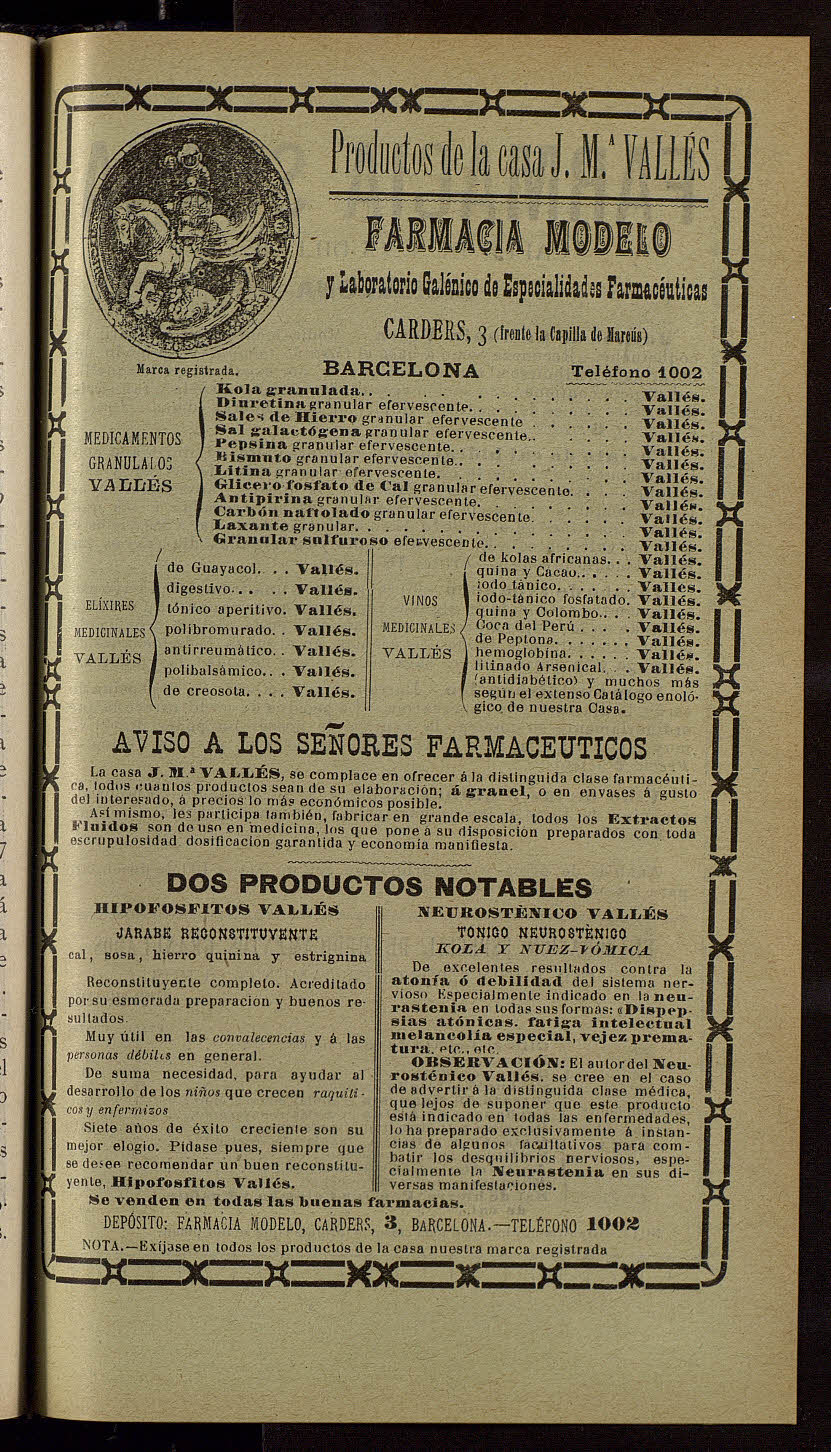 Productos de la casa J. M.ª VALLÉS
FARMACIA MODELO
y Laboratorio Galénico de Especialidades Farmacéuticas
CARDERS, 3 (frente la Capilla de Marcús)
Marca registrada.
BARCELONA Teléfono 1002
MEDICAMENTOS
GRANULADOS
VALLÉS
Kola granulada. . . . . . . . . . . . Vallés.
Diuretina granular efervescente. . . . . . . . Vallés.
Sales de Hierro granular efervescente . . . . . Vallés.
Sal galactógena granular efervescente. . . . . Vallés.
Pepsina granular efervescente. . . . . . . . Vallés.
Bismuto granular efervescente. . . . . . . . Vallés.
Litina granular efervescente. . . . . . . . . Vallés.
Glicero fosfato de Cal granular efervescente. . . . Vallés.
Antipirina granular efervescente. . . . . . . Vallés.
Carbón naftolado granular efervescente. . . . . Vallés.
Laxante granular. . . . . . . . . . . . Vallés.
Granular sulfuroso efervescente. . . . . . . Vallés.
ELÍXIRES
MEDICINALES
VALLÉS
de Guayacol. . . Vallés.
digestivo. . . . . Vallés.
tónico aperitivo. Vallés.
polibromurado. . Vallés.
antirreumático. . Vallés.
polibalsámico. . . Vallés.
de creosota. . . . Vallés.
VINOS
MEDICINALES
VALLÉS
de kolas africanas. . . Vallés.
quina y Cacao. . . . . . Vallés.
iodo tánico. . . . . . . Vallés.
iodo-tánico fosfatado. Vallés.
quina y Colombo. . . . Vallés.
Coca del Perú . . . . . Vallés.
de Peptona. . . . . . . Vallés.
hemoglobina. . . . . . Vallés.
litinado Arsenical. . . Vallés.
(antidiabético) y muchos más
según el extenso Catálogo enoló-
gico de nuestra Casa.
AVISO A LOS SEÑORES FARMACEUTICOS
La casa J. M.ª VALLÉS, se complace en ofrecer á la distinguida clase farmacéuti-
ca, todos cuantos productos sean de su elaboración; á granel, o en envases á gusto
del interesado, á precios lo más económicos posible.
Así mismo, les participa también, fabricar en grande escala, todos los Extractos
Fluidos son de uso en medicina, los que pone á su disposición preparados con toda
escrupulosidad dosificacion garantida y economía manifiesta.
DOS PRODUCTOS NOTABLES
HIPOFOSFITOS VALLÉS
JARABE RECONSTITUYENTE
cal, sosa, hierro quinina y estrignina
Reconstituyente completo. Acreditado
por su esmerada preparacion y buenos re-
sultados.
Muy útil en las convalecencias y á las
personas débiles en general.
De suma necesidad, para ayudar al
desarrollo de los niños que crecen raquíti-
cos y enfermizos
Siete años de éxito creciente son su
mejor elogio. Pídase pues, siempre que
se desee recomendar un buen reconstitu-
yente, Hipofosfitos Vallés.
NEUROSTÈNICO VALLÉS
TONICO NEUROSTÈNICO
KOLA Y NUEZ-VÓMICA
De excelentes resultados contra la
atonía ó debilidad del sistema ner-
vioso Especialmente indicado en la neu-
rastenia en todas sus formas: «Dispep-
sias atónicas. fatiga intelectual
melancolía especial, vejez prema-
tura. etc., etc.
OBSERVACIÓN: El autor del Neu-
rosténico Vallés. se cree en el caso
de advertir á la distinguida clase médica,
que lejos de suponer que este producto
está indicado en todas las enfermedades,
lo ha preparado exclusivamente á instan-
cias de algunos facultativos para com-
batir los desquilibrios nerviosos, espe-
cialmente la Neurastenia en sus di-
versas manifestaciones.
Se venden en todas las buenas farmacias.
DEPÓSITO: FARMACIA MODELO, CARDERS, 3, BARCELONA.—TELÉFONO 1002
NOTA.—Exíjase en todos los productos de la casa nuestra marca registrada